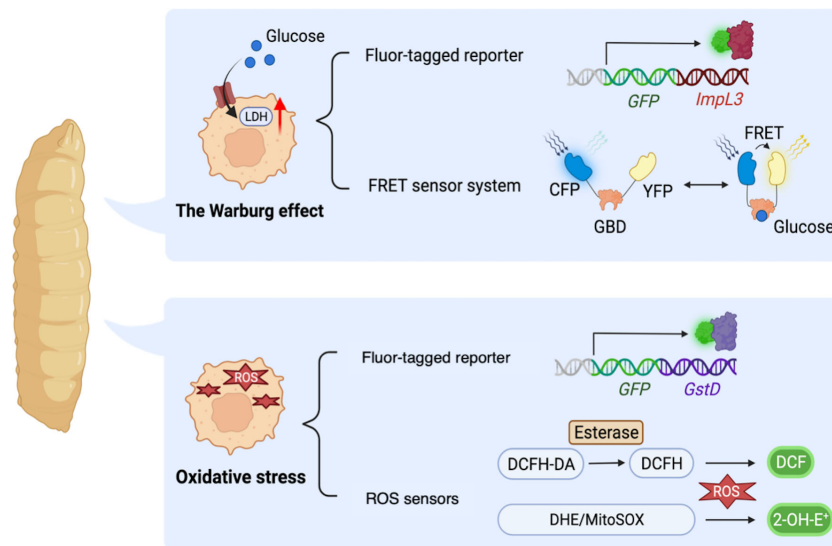 Glucose
LDH
The Warburg effect
Fluor-tagged reporter
GFP
ImpL3
FRET sensor system
CFP
YFP
GBD
FRET
Glucose
ROS
Oxidative stress
Fluor-tagged reporter
GFP
GstD
ROS sensors
Esterase
DCFH-DA
DCFH
DCF
ROS
DHE/MitoSOX
2-OH-E⁺